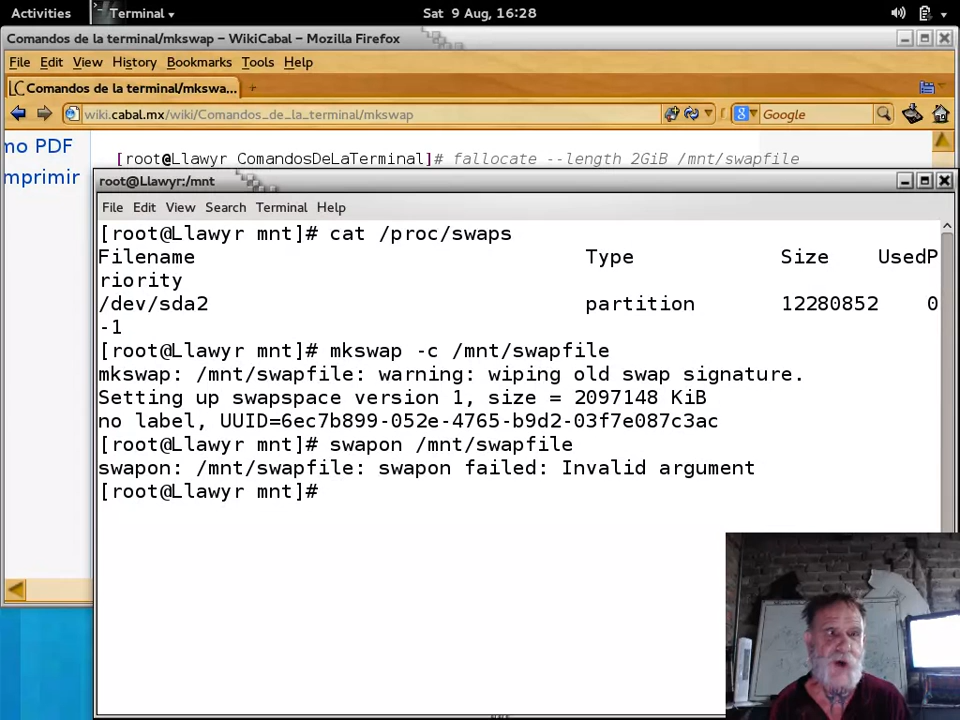 Activities
Terminal
Sat 9 Aug, 16:28
Comandos de la terminal/mkswap – WikiCabal – Mozilla Firefox
File Edit View History Bookmarks Tools Help
Comandos de la terminal/mkswa...
wiki.cabal.mx/wiki/Comandos_de_la_terminal/mkswap
Google
mo PDF
mprimir
[root@Llawyr ComandosDeLaTerminal]# fallocate --length 2GiB /mnt/swapfile
root@Llawyr:/mnt
File Edit View Search Terminal Help
[root@Llawyr mnt]# cat /proc/swaps
Filename Type Size UsedP
riority
/dev/sda2 partition 12280852 0
-1
[root@Llawyr mnt]# mkswap -c /mnt/swapfile
mkswap: /mnt/swapfile: warning: wiping old swap signature.
Setting up swapspace version 1, size = 2097148 KiB
no label, UUID=6ec7b899-052e-4765-b9d2-03f7e087c3ac
[root@Llawyr mnt]# swapon /mnt/swapfile
swapon: /mnt/swapfile: swapon failed: Invalid argument
[root@Llawyr mnt]#